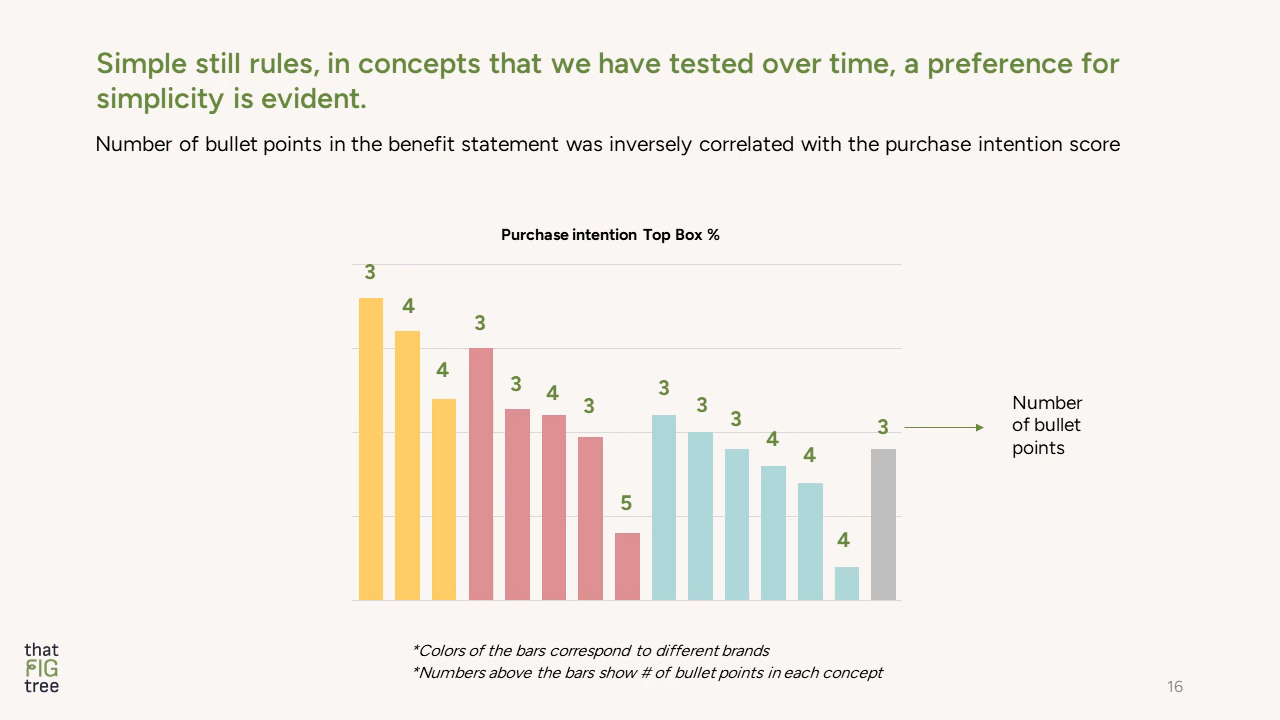 Simple still rules, in concepts that we have tested over time, a preference for
simplicity is evident.
Number of bullet points in the benefit statement was inversely correlated with the purchase intention score
Purchase intention Top Box %
3
4
4
3
3
4
3
5
3
3
3
4
4
4
3
Number
of bullet
points
*Colors of the bars correspond to different brands
*Numbers above the bars show # of bullet points in each concept
that
FIG
tree
16